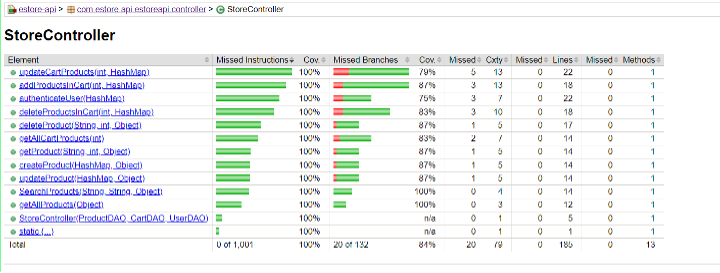 estore-api > com.estore.api.estoreapi.controller > StoreController
StoreController
Element Missed Instructions Cov. Missed Branches Cov. Missed Cxty Missed Lines Missed Methods
updateCartProducts(int, HashMap) 100% 79% 5 13 0 22 0 1
addProductsInCart(int, HashMap) 100% 87% 3 13 0 18 0 1
authenticateUser(HashMap) 100% 75% 3 7 0 22 0 1
deleteProductsInCart(int, HashMap) 100% 83% 3 10 0 18 0 1
deleteProduct(String, int, Object) 100% 87% 1 5 0 17 0 1
getAllCartProducts(int) 100% 83% 2 7 0 14 0 1
getProduct(String, int, Object) 100% 87% 1 5 0 14 0 1
createProduct(HashMap, Object) 100% 87% 1 5 0 14 0 1
updateProduct(HashMap, Object) 100% 87% 1 5 0 14 0 1
SearchProducts(String, String, Object) 100% 100% 0 4 0 14 0 1
getAllProducts(Object) 100% 100% 0 3 0 12 0 1
StoreController(ProductDAO, CartDAO, UserDAO) 100% n/a 0 1 0 5 0 1
static {...} 100% n/a 0 1 0 1 0 1
Total 0 of 1,001 100% 20 of 132 84% 20 79 0 185 0 13